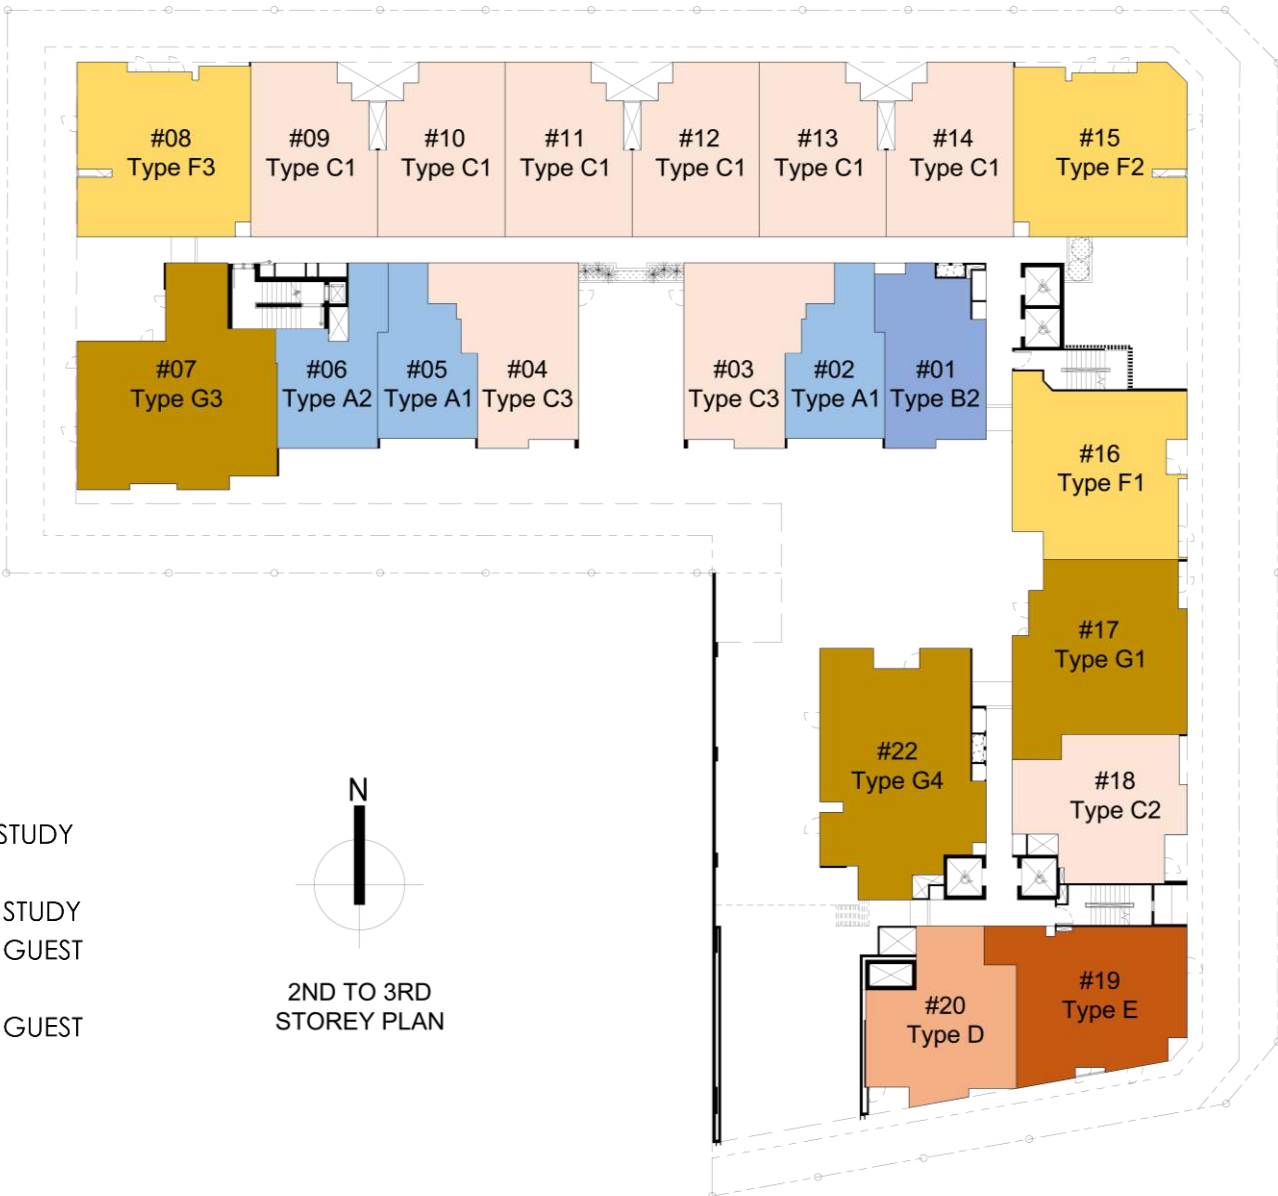 #08
Type F3
#09
Type C1
#10
Type C1
#11
Type C1
#12
Type C1
#13
Type C1
#14
Type C1
#15
Type F2
#07
Type G3
#06
Type A2
#05
Type A1
#04
Type C3
#03
Type C3
#02
Type A1
#01
Type B2
#16
Type F1
#17
Type G1
#22
Type G4
#18
Type C2
#20
Type D
#19
Type E
STUDY
STUDY
GUEST
GUEST
N
2ND TO 3RD
STOREY PLAN